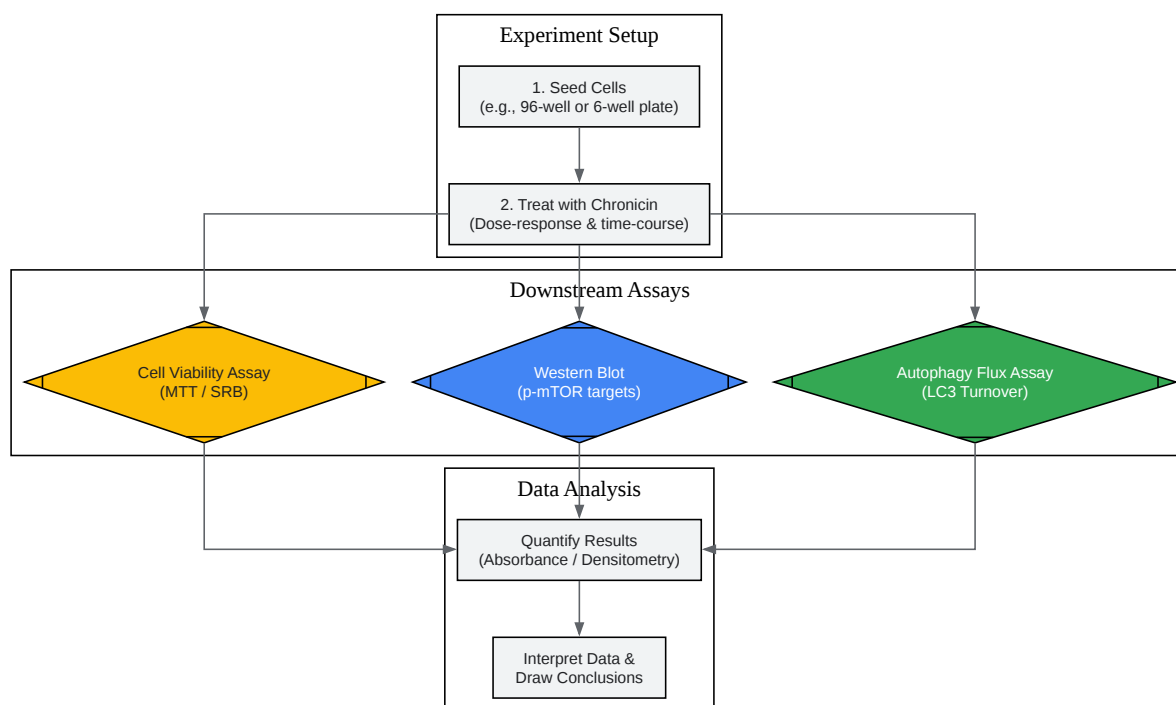 Experiment Setup
1. Seed Cells
(e.g., 96-well or 6-well plate)
2. Treat with Chronicin
(Dose-response & time-course)
Downstream Assays
Cell Viability Assay
(MTT / SRB)
Western Blot
(p-mTOR targets)
Autophagy Flux Assay
(LC3 Turnover)
Data Analysis
Quantify Results
(Absorbance / Densitometry)
Interpret Data &
Draw Conclusions